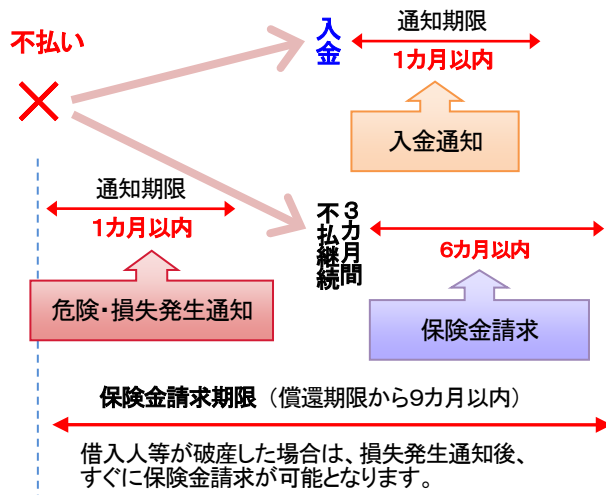 不払い
入金
通知期限
1カ月以内
入金通知
通知期限
1カ月以内
危険・損失発生通知
3カ月間
不払継続
6カ月以内
保険金請求
保険金請求期限（償還期限から9カ月以内）
借入人等が破産した場合は、損失発生通知後、
すぐに保険金請求が可能となります。